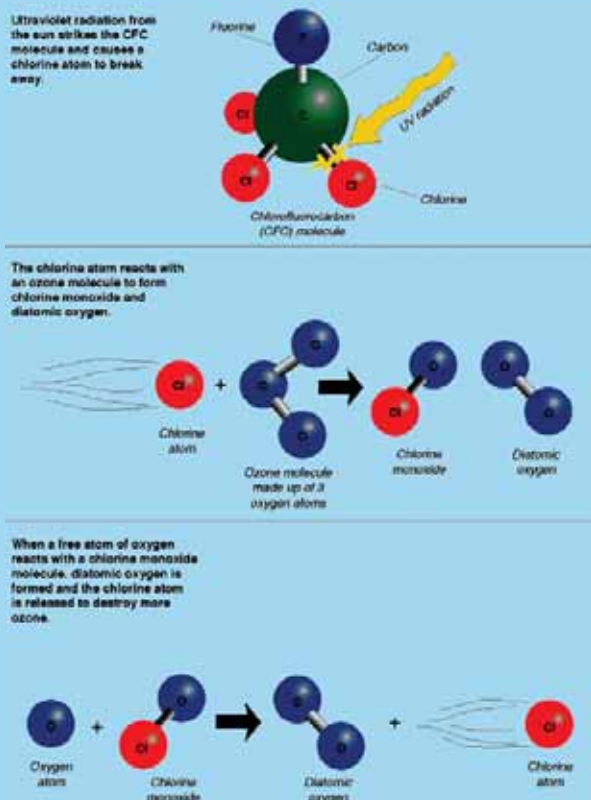 Ultraviolet radiation from
the sun strikes the CFC
molecule and causes a
chlorine atom to break
away.
Fluorine
Carbon
C
UV radiation
Cl
Cl
Cl
Chlorine
Chlorofluorocarbon
(CFC) molecule
The chlorine atom reacts with
an ozone molecule to form
chlorine monoxide and
diatomic oxygen.
Cl
+
O
O
O
O
Cl
O
O
Chlorine
atom
Ozone molecule
made up of 3
oxygen atoms
Chlorine
monoxide
Diatomic
oxygen
When a free atom of oxygen
reacts with a chlorine monoxide
molecule, diatomic oxygen is
formed and the chlorine atom
is released to destroy more
ozone.
O
+
O
Cl
O
O
+
Cl
Oxygen
atom
Chlorine
monoxide
Diatomic
oxygen
Chlorine
atom